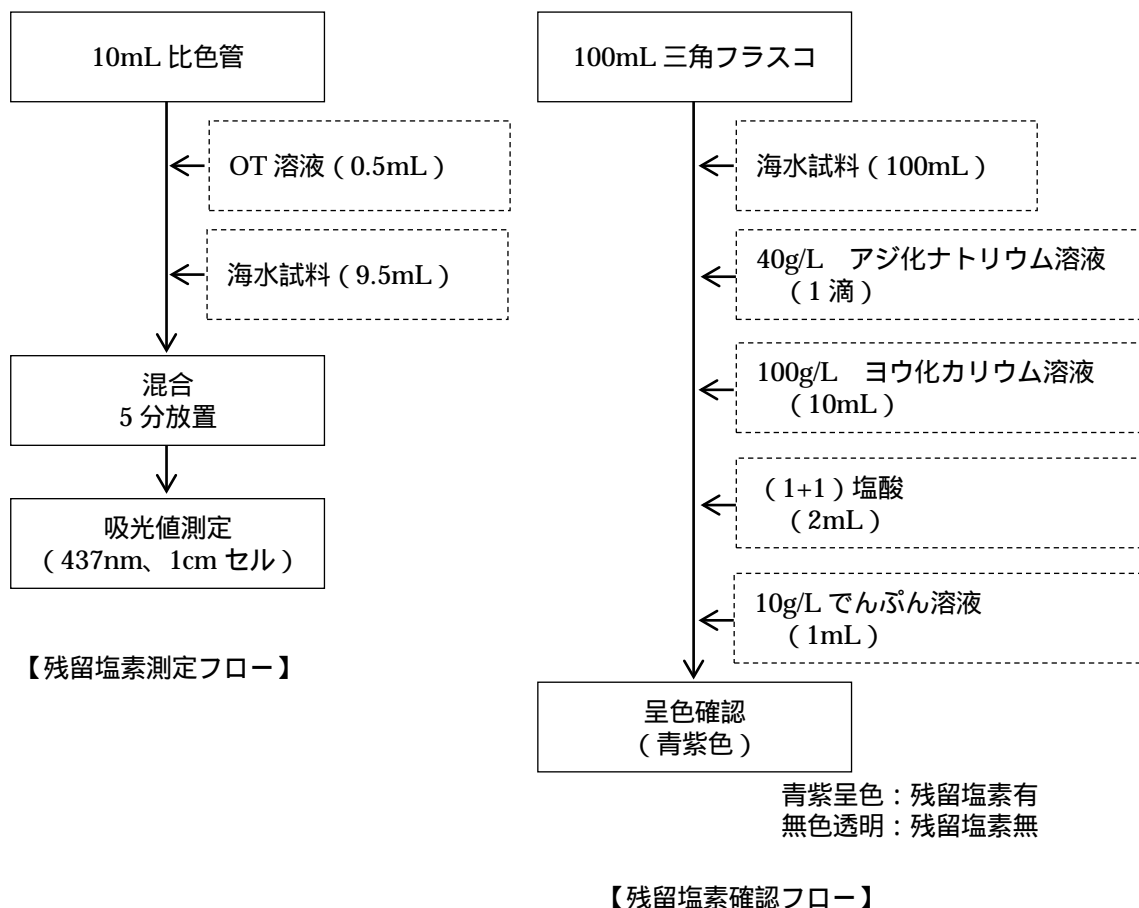 10mL 比色管
OT 溶液（0.5mL）
海水試料（9.5mL）
混合
5 分放置
吸光値測定
（437nm、1cm セル）
【残留塩素測定フロー】
100mL 三角フラスコ
海水試料（100mL）
40g/L　アジ化ナトリウム溶液
（1 滴）
100g/L　ヨウ化カリウム溶液
（10mL）
（1+1）塩酸
（2mL）
10g/L でんぷん溶液
（1mL）
呈色確認
（青紫色）
青紫呈色：残留塩素有
無色透明：残留塩素無
【残留塩素確認フロー】